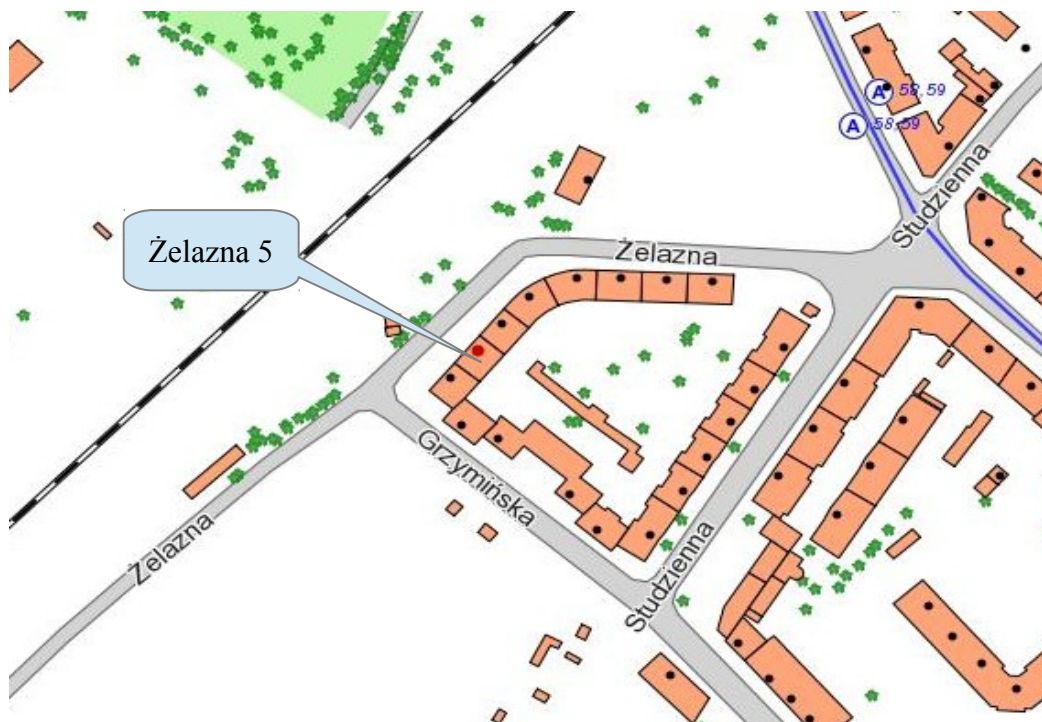 A 58,59
A 58,59
Studzienna
Żelazna 5
Żelazna
Grzymińska
Żelazna
Studzienna